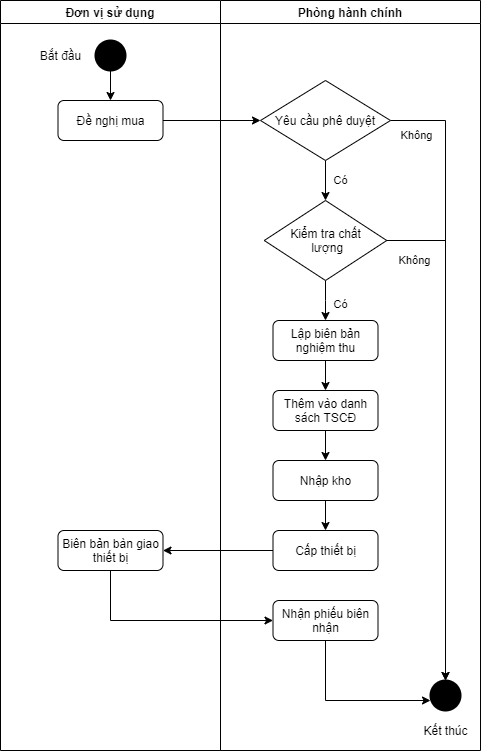 Đơn vị sử dụng
Phòng hành chính
Bắt đầu
Đề nghị mua
Yêu cầu phê duyệt
Không
Có
Kiểm tra chất
lượng
Không
Có
Lập biên bản
nghiệm thu
Thêm vào danh
sách TSCĐ
Nhập kho
Cấp thiết bị
Biên bản bàn giao
thiết bị
Nhận phiếu biên
nhận
Kết thúc